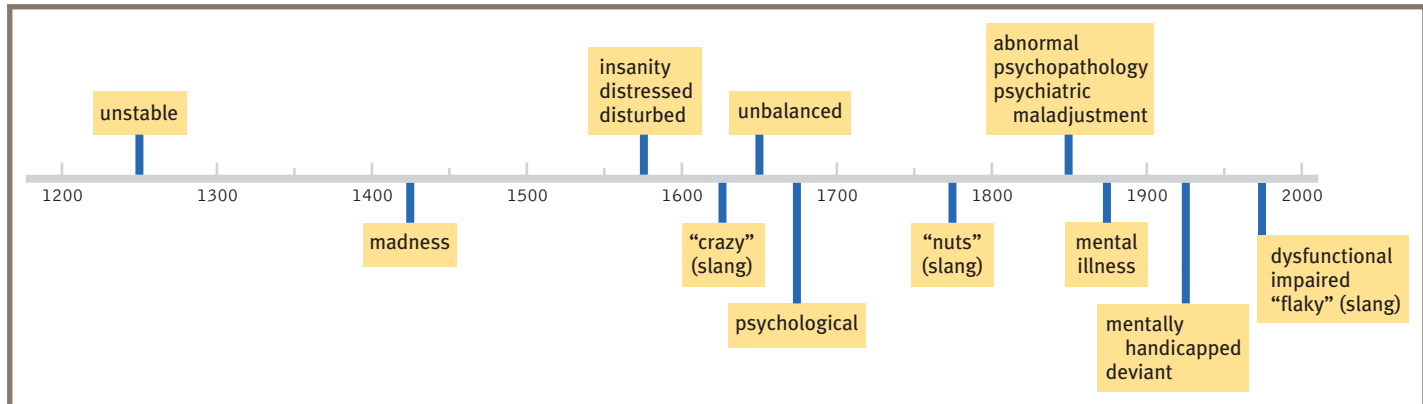 unstable
insanity
distressed
disturbed
unbalanced
abnormal
psychopathology
psychiatric
maladjustment
1200 1300 1400 1500 1600 1700 1800 1900 2000
madness
“crazy”
(slang)
psychological
“nuts”
(slang)
mental
illness
mentally
handicapped
deviant
dysfunctional
impaired
“flaky” (slang)